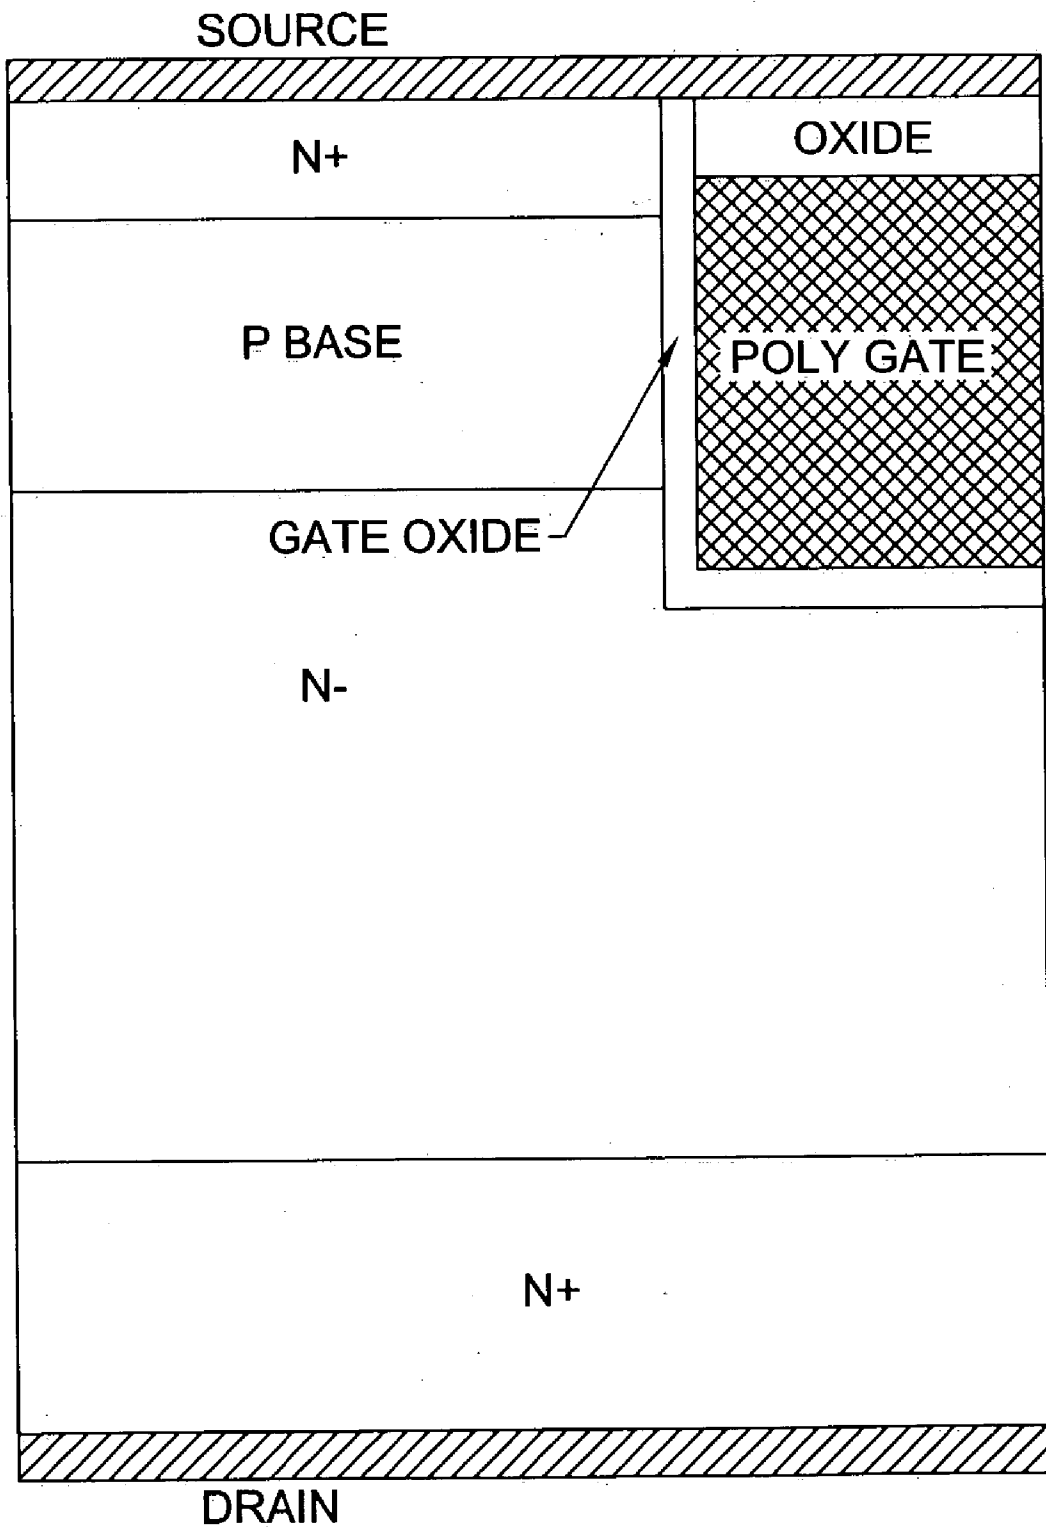 SOURCE
N+
OXIDE
P BASE
POLY GATE
GATE OXIDE
N-
N+
DRAIN